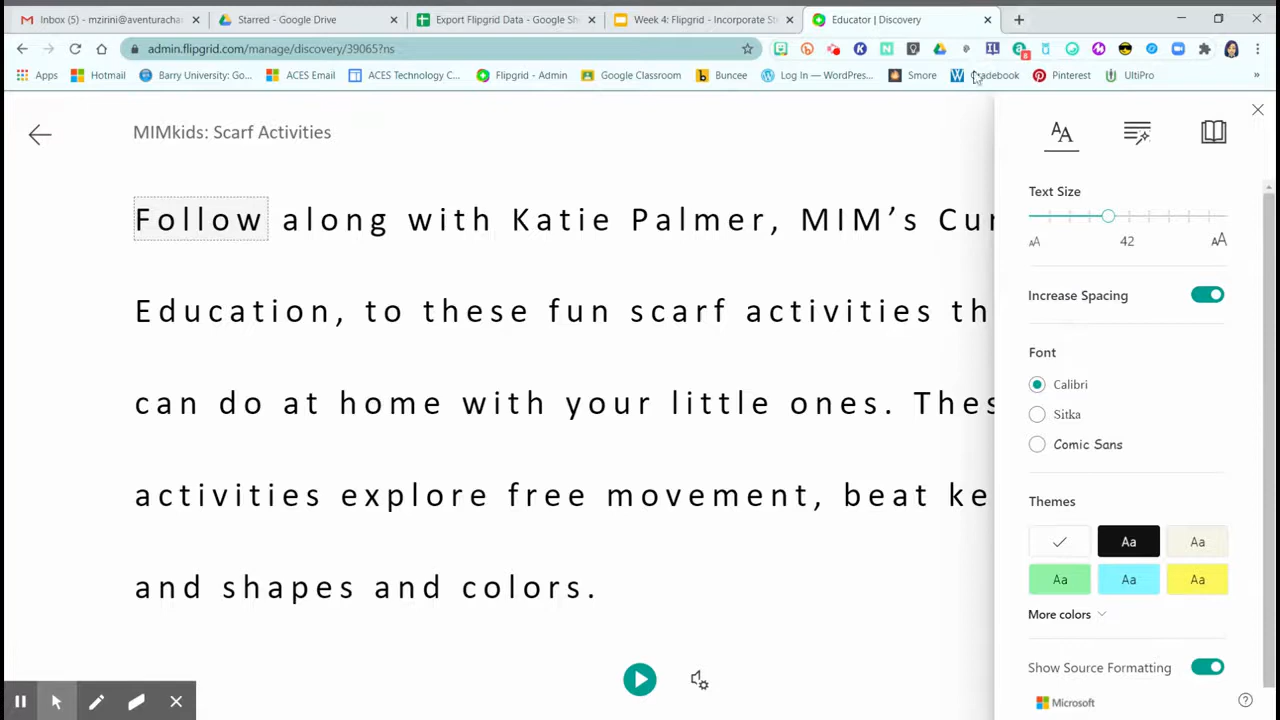 Inbox (5) - mzirini@aventuracha
Starred - Google Drive
Export Flipgrid Data - Google Sh
Week 4: Flipgrid - Incorporate St
Educator | Discovery
admin.flipgrid.com/manage/discovery/39065?ns
Apps
Hotmail
Barry University: Go...
ACES Email
ACES Technology C...
Flipgrid - Admin
Google Classroom
Buncee
Log In — WordPres...
Smore
Pinterest
UltiPro
MIMkids: Scarf Activities
Follow along with Katie Palmer, MIM’s Cur
Education, to these fun scarf activities th
can do at home with your little ones. Thes
activities explore free movement, beat ke
and shapes and colors.
Text Size
42
Increase Spacing
Font
Calibri
Sitka
Comic Sans
Themes
Aa
Aa
Aa
Aa
Aa
More colors
Show Source Formatting
Microsoft